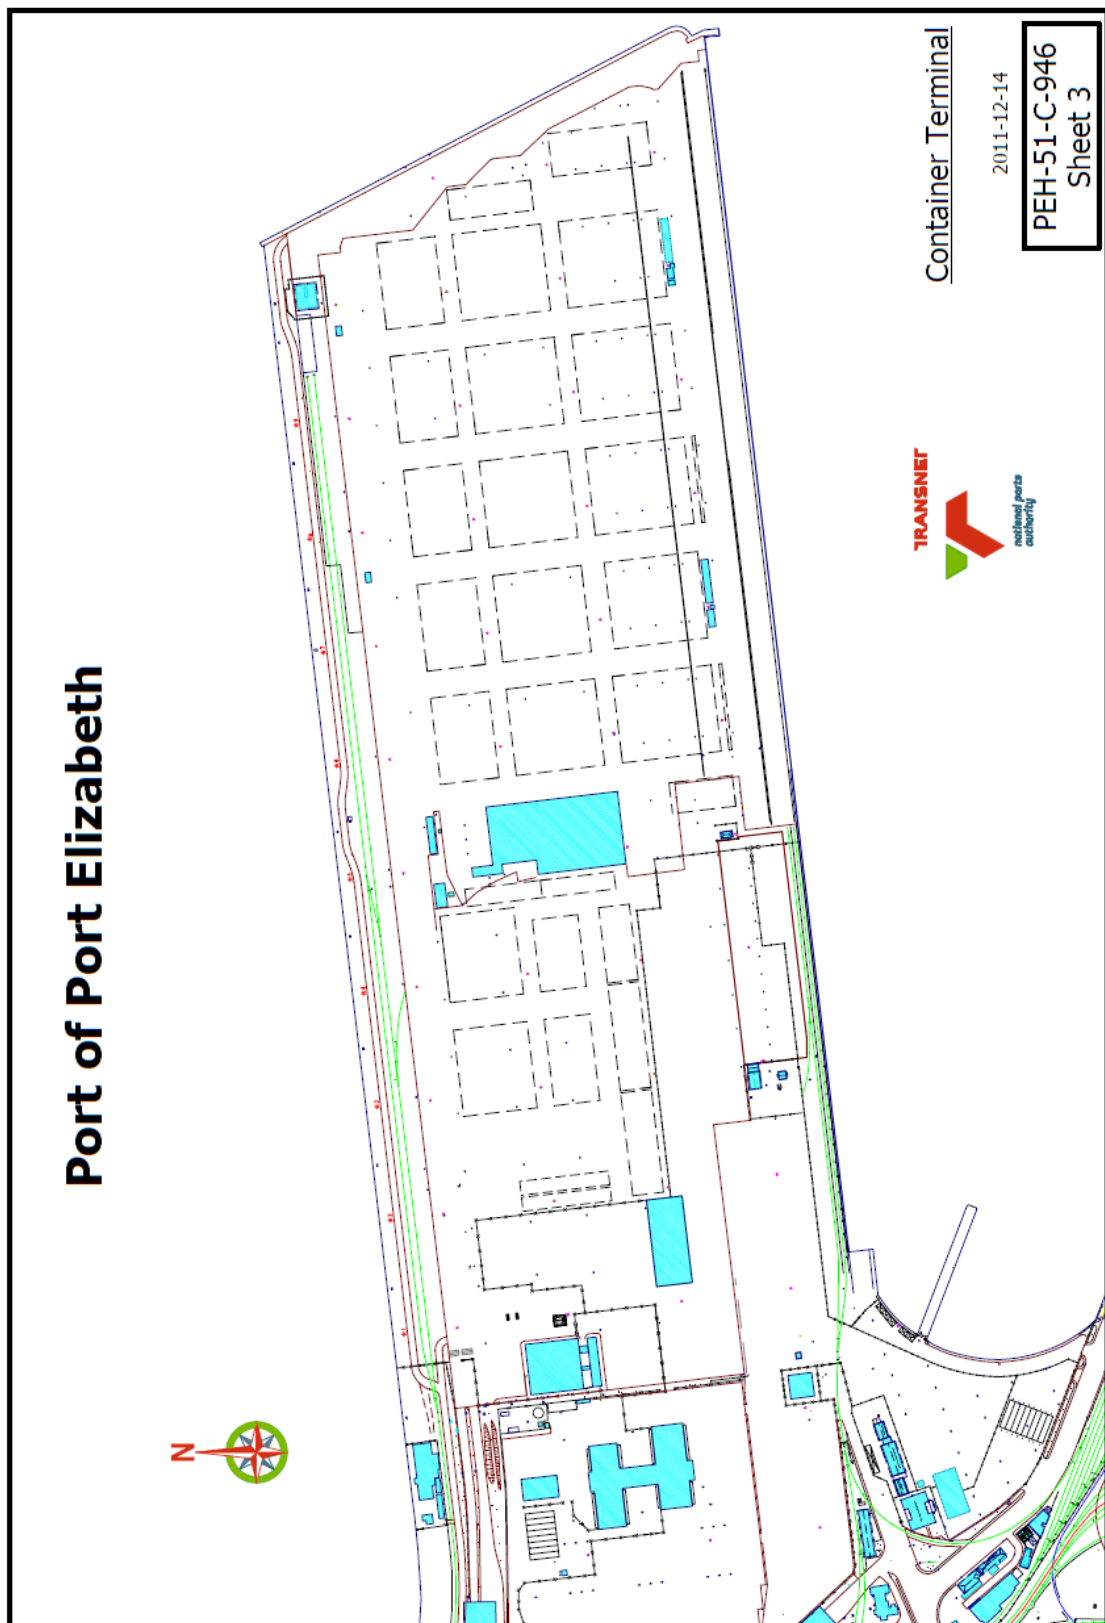 Port of Port Elizabeth
Container Terminal
2011-12-14
PEH-51-C-946
Sheet 3
TRANSNET
national ports
authority
N